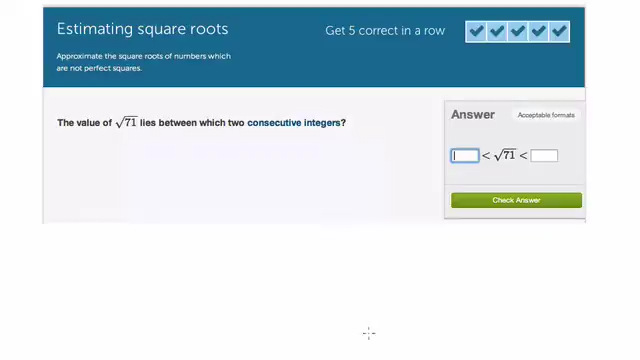 Estimating square roots
Get 5 correct in a row
Approximate the square roots of numbers which
are not perfect squares.
The value of √71 lies between which two consecutive integers?
Answer
Acceptable formats
< √71 <
Check Answer